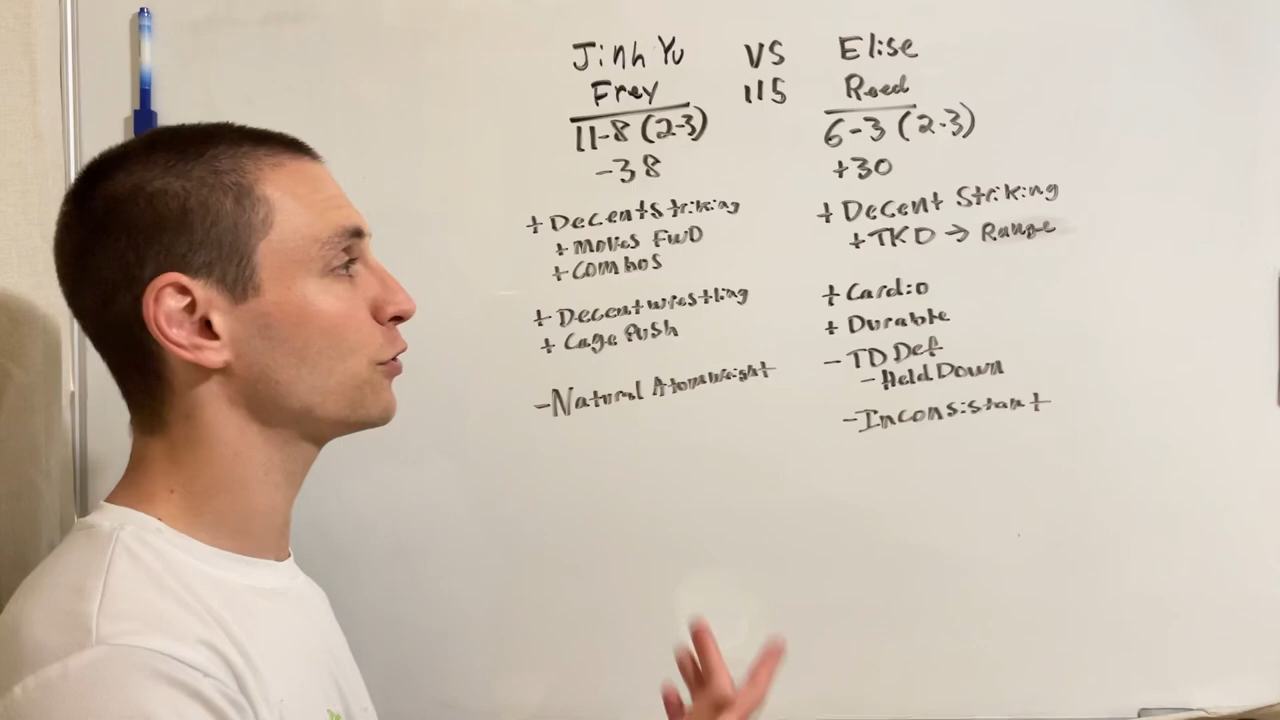 Jinh Yu VS Elise
Frey 115 Reed
11-8 (2-3) 6-3 (2-3)
-38 +30
+ Decent Striking
+ Moves FWD
+ Combos
+ Decent wrestling
+ Cage Push
- Natural Atomweight
+ Decent Striking
+ TKD → Range
+ Cardio
+ Durable
- TD Def
- Held Down
- Inconsistant